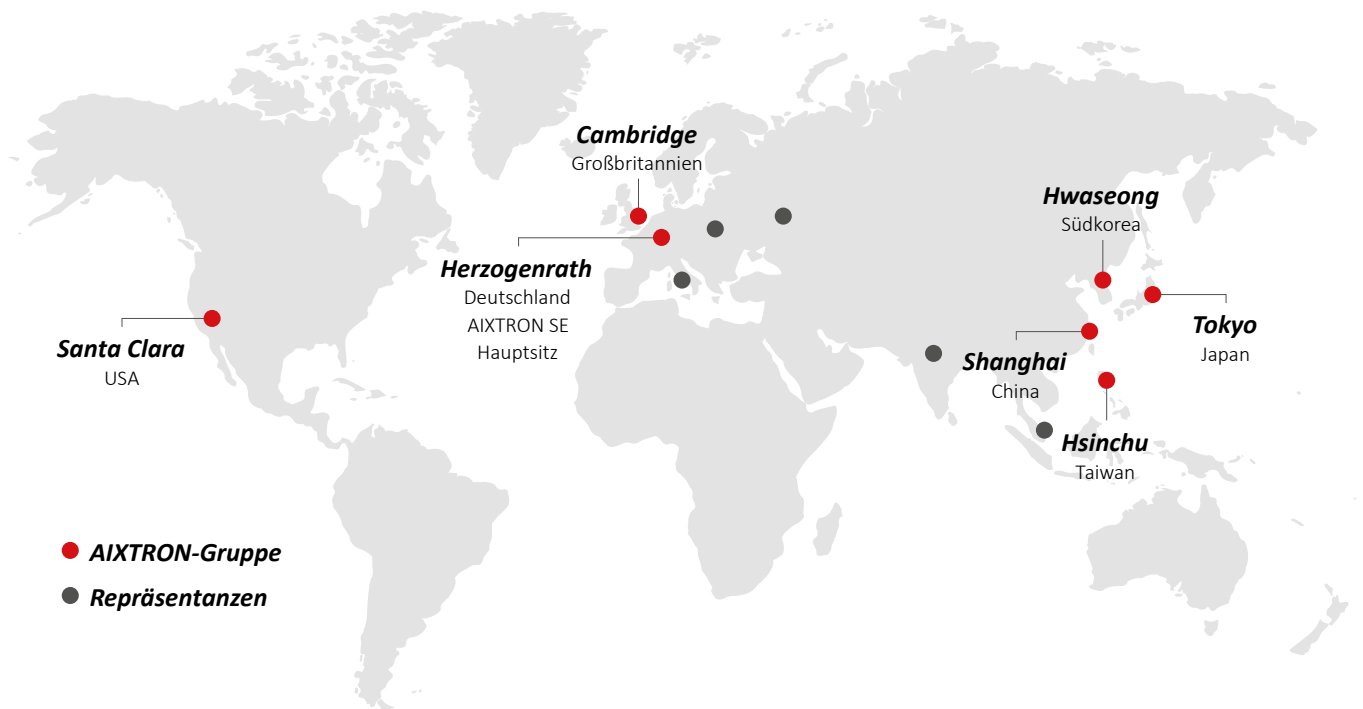 Cambridge
Großbritannien
Hwaseong
Südkorea
Herzogenrath
Deutschland
AIXTRON SE
Hauptsitz
Santa Clara
USA
Tokyo
Japan
Shanghai
China
Hsinchu
Taiwan
AIXTRON-Gruppe
Repräsentanzen